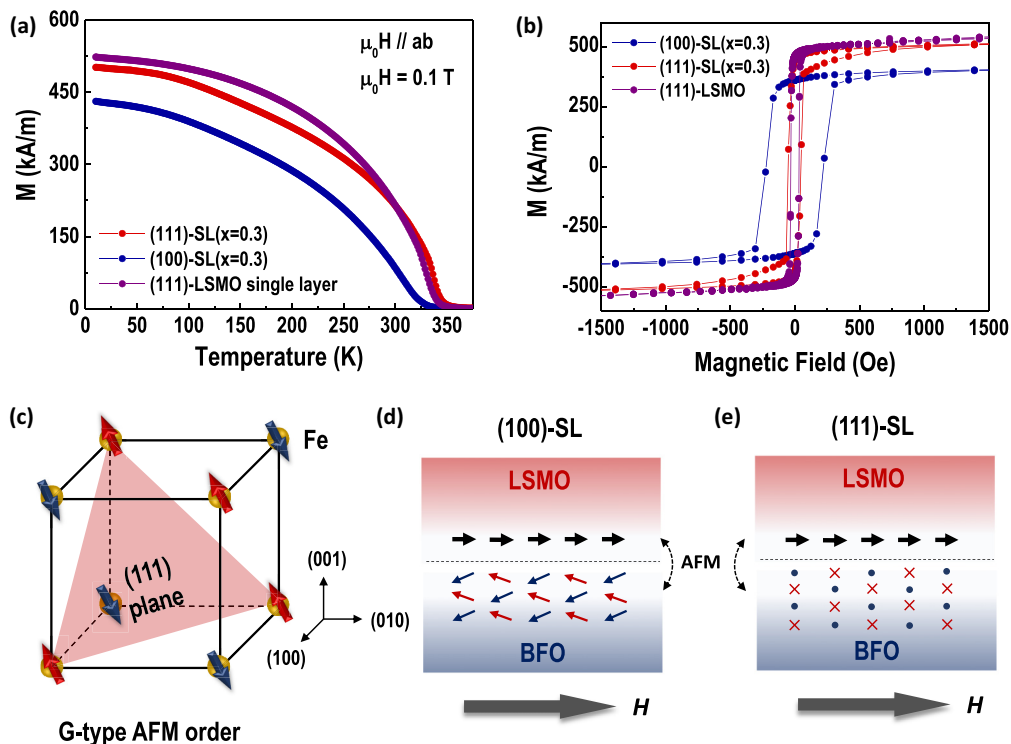 (a)
600
450
300
150
0
M (kA/m)
μ₀H // ab
μ₀H = 0.1 T
(111)-SL(x=0.3)
(100)-SL(x=0.3)
(111)-LSMO single layer
0 50 100 150 200 250 300 350
Temperature (K)
(b)
500
250
0
-250
-500
M (kA/m)
(100)-SL(x=0.3)
(111)-SL(x=0.3)
(111)-LSMO
-1500 -1000 -500 0 500 1000 1500
Magnetic Field (Oe)
(c)
Fe
(111)
plane
(001)
(010)
(100)
G-type AFM order
(d)
(100)-SL
LSMO
BFO
H
AFM
(e)
(111)-SL
LSMO
BFO
H